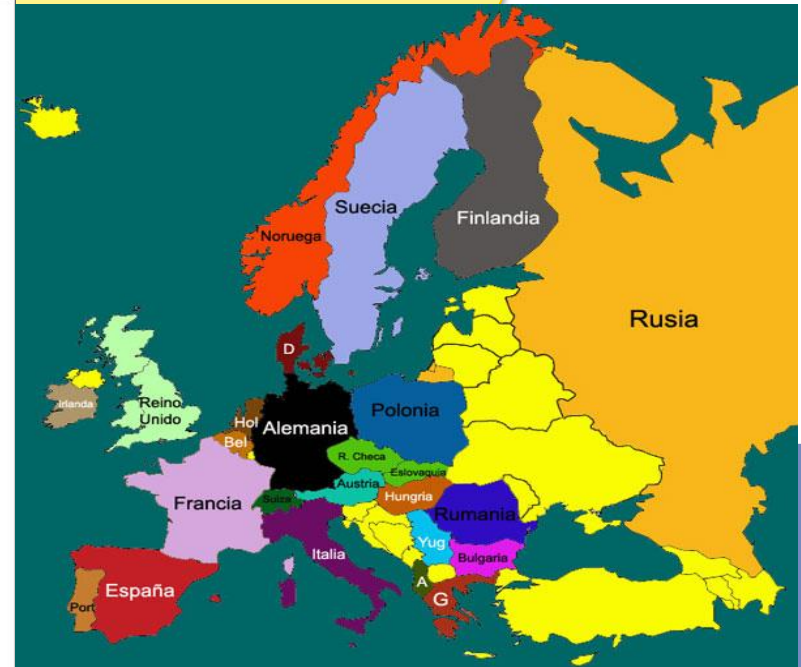 Suecia
Noruega
Finlandia
Rusia
D
Irlanda
Reino
Unido
Hol
Bel
Alemania
Polonia
R. Checa
Eslovaquia
Francia
Suiza
Austria
Hungria
Rumania
Italia
Yug
Bulgaria
A
G
España
Port